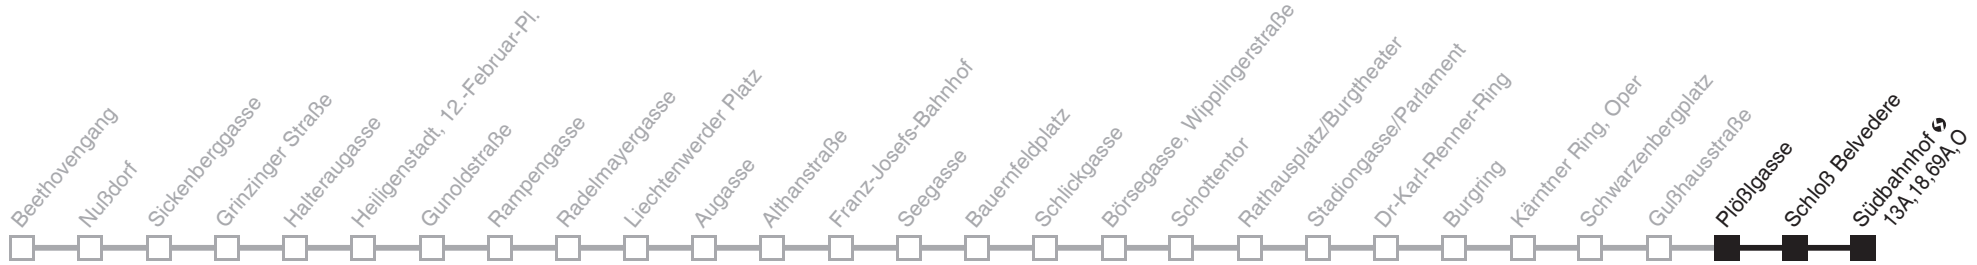 Beethovengang
Nußdorf
Sickenberggasse
Grinzinger Straße
Halteraugasse
Heiligenstadt, 12.-Februar-Pl.
Gunoldstraße
Rampengasse
Radelmayergasse
Liechtenwerder Platz
Augasse
Althanstraße
Franz-Josefs-Bahnhof
Seegasse
Bauernfeldplatz
Schlickgasse
Börsegasse, Wipplingerstraße
Schottentor
Rathausplatz/Burgtheater
Stadiongasse/Parlament
Dr-Karl-Renner-Ring
Burgring
Kärntner Ring, Oper
Schwarzenbergplatz
Gußhausstraße
Plößlgasse
Schloß Belvedere
Südbahnhof
13A,18,69A,O